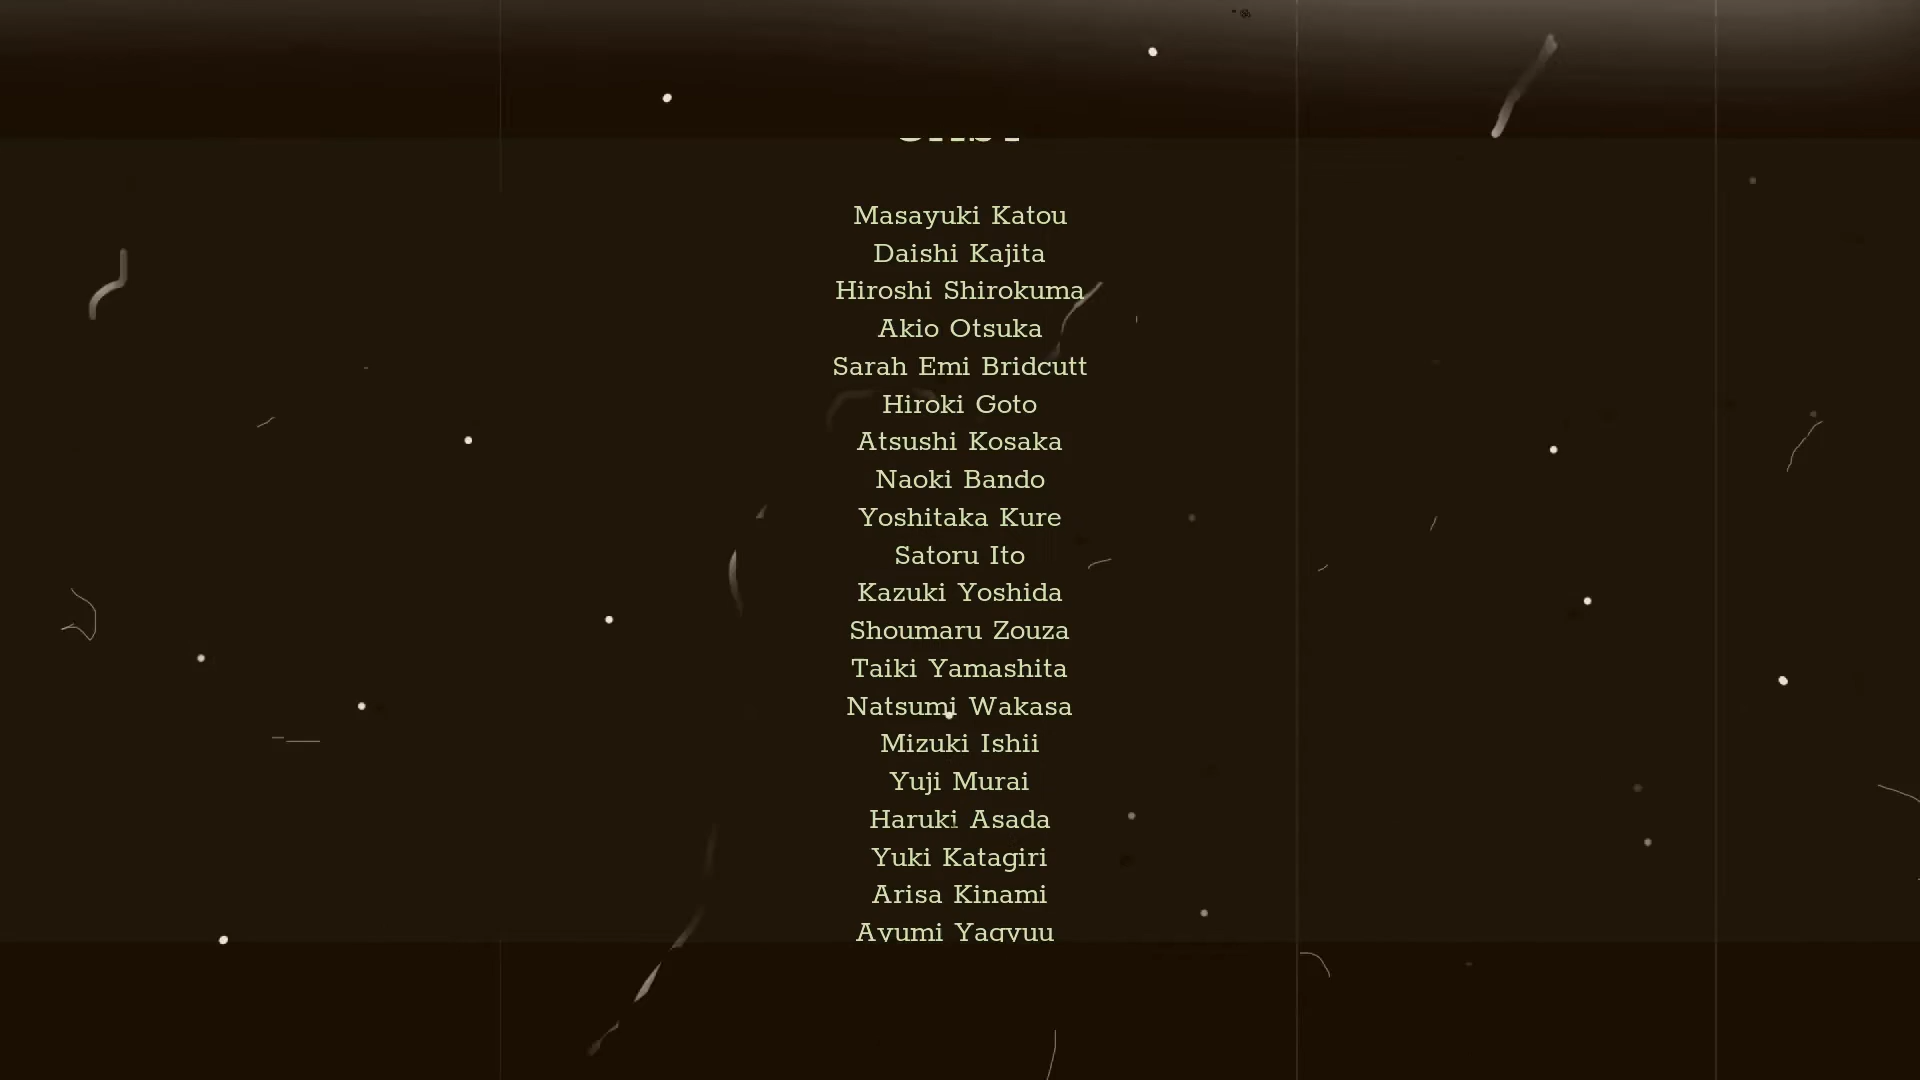 Masayuki Katou
Daishi Kajita
Hiroshi Shirokuma
Akio Otsuka
Sarah Emi Bridcutt
Hiroki Goto
Atsushi Kosaka
Naoki Bando
Yoshitaka Kure
Satoru Ito
Kazuki Yoshida
Shoumaru Zouza
Taiki Yamashita
Natsumi Wakasa
Mizuki Ishii
Yuji Murai
Haruki Asada
Yuki Katagiri
Arisa Kinami
Ayumi Yagyuu